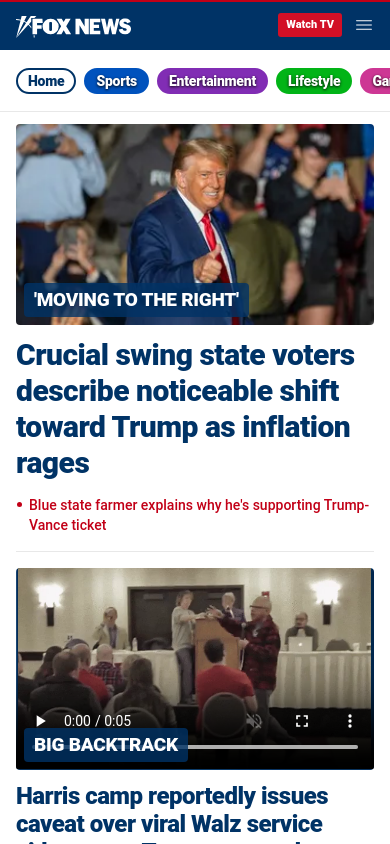 FOX NEWS
Watch TV
Home
Sports
Entertainment
Lifestyle
'MOVING TO THE RIGHT'
Crucial swing state voters
describe noticeable shift
toward Trump as inflation
rages
• Blue state farmer explains why he's supporting Trump-
Vance ticket
0:00 / 0:05
BIG BACKTRACK
Harris camp reportedly issues
caveat over viral Walz service